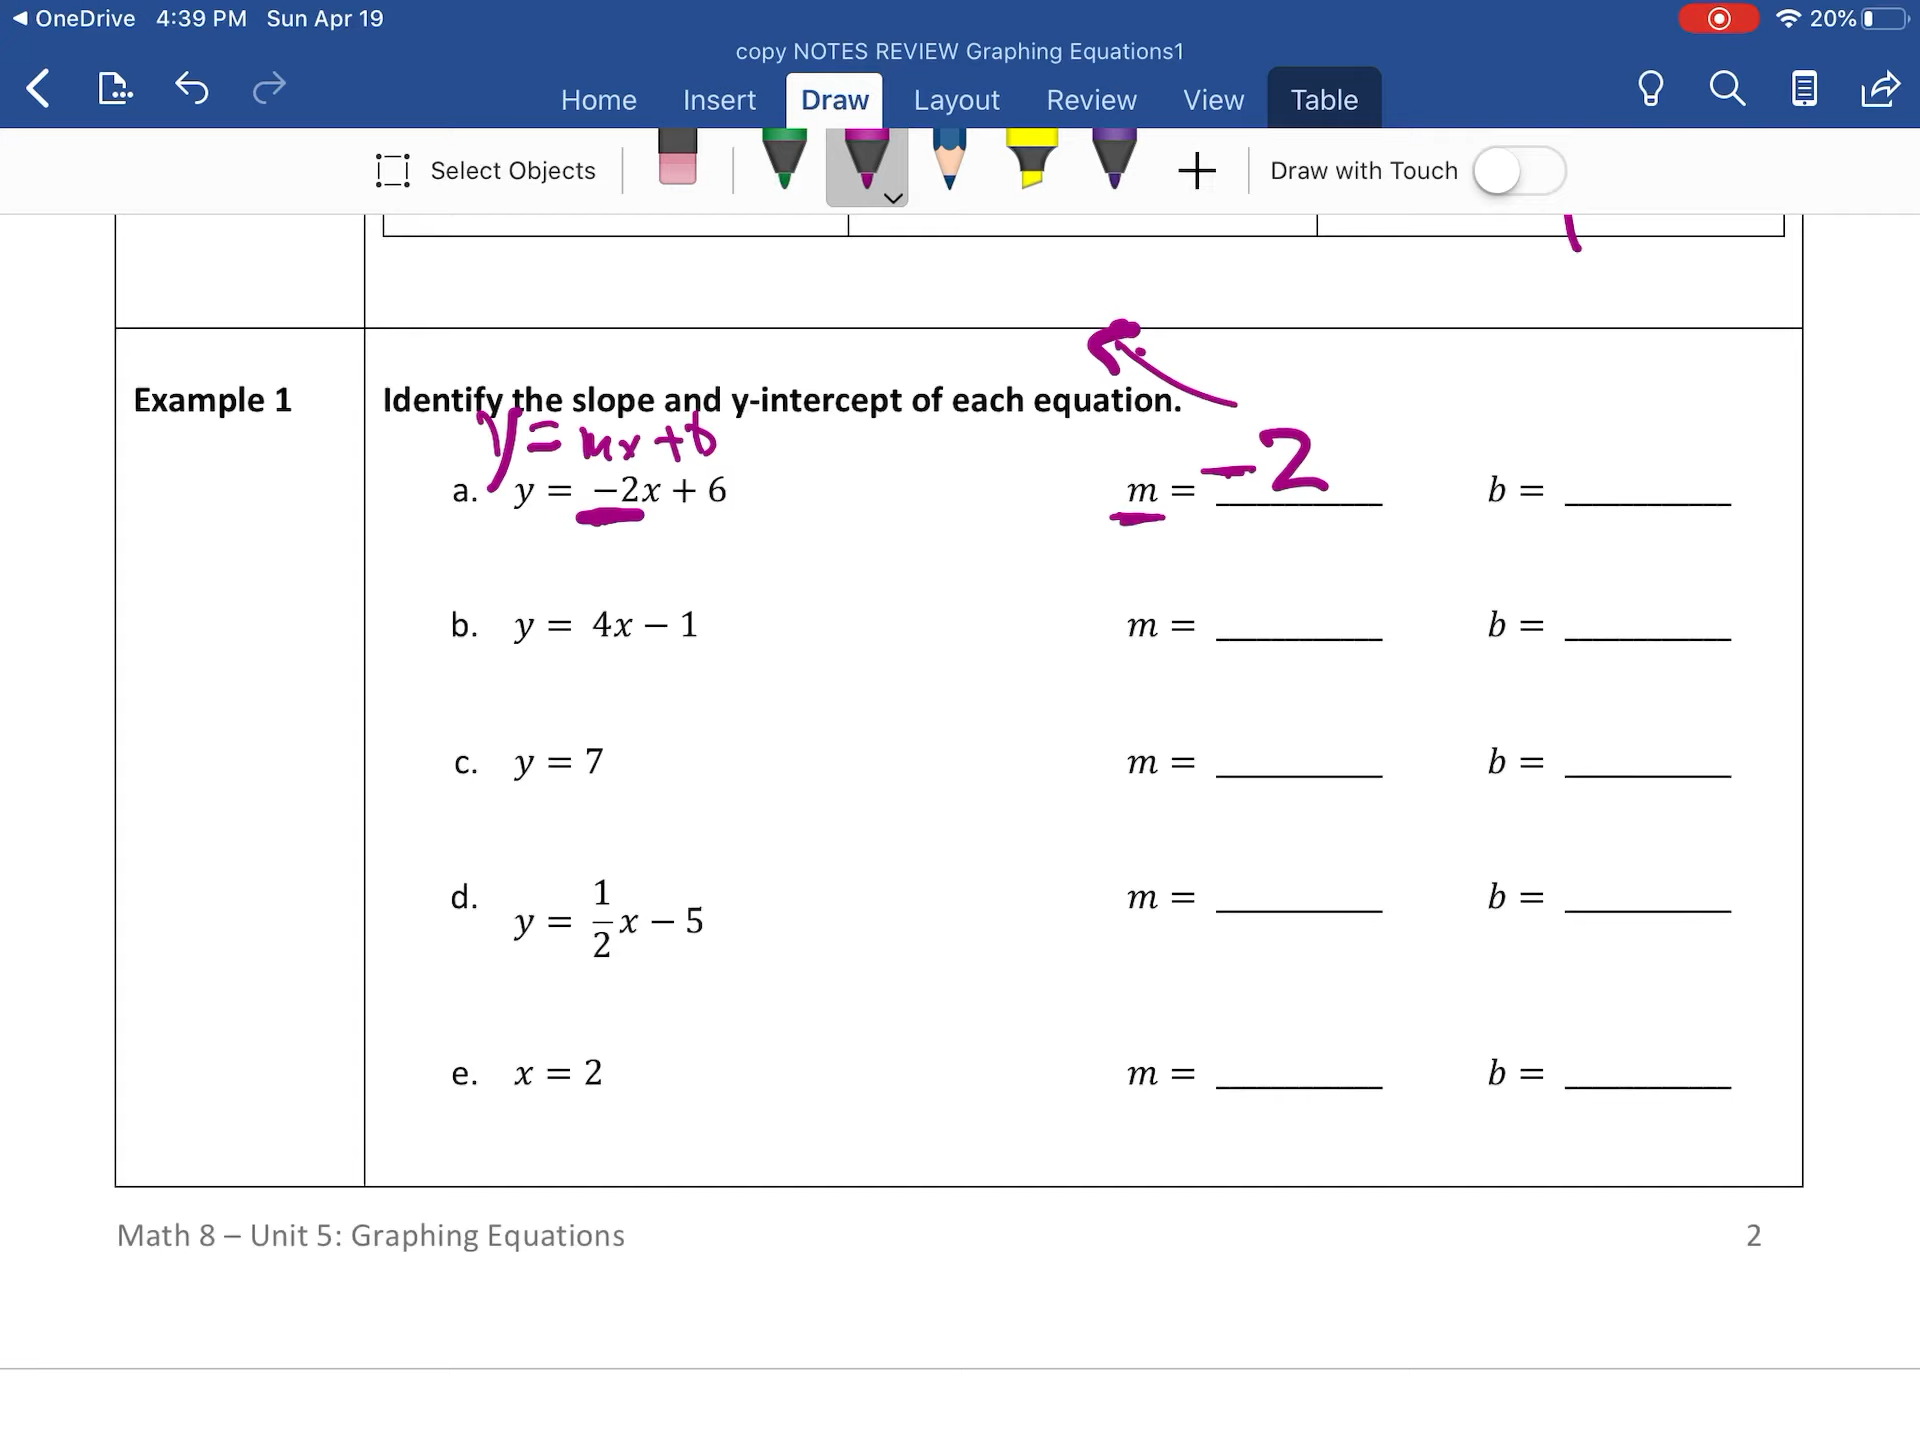 OneDrive 4:39 PM Sun Apr 19 20%
copy NOTES REVIEW Graphing Equations1
Home Insert Draw Layout Review View Table
Select Objects Draw with Touch
Example 1 Identify the slope and y-intercept of each equation.
y = mx + b
a. y = −2x + 6 m = −2 b = ________
b. y = 4x − 1 m = ________ b = ________
c. y = 7 m = ________ b = ________
d. y = 1/2 x − 5 m = ________ b = ________
e. x = 2 m = ________ b = ________
Math 8 – Unit 5: Graphing Equations 2